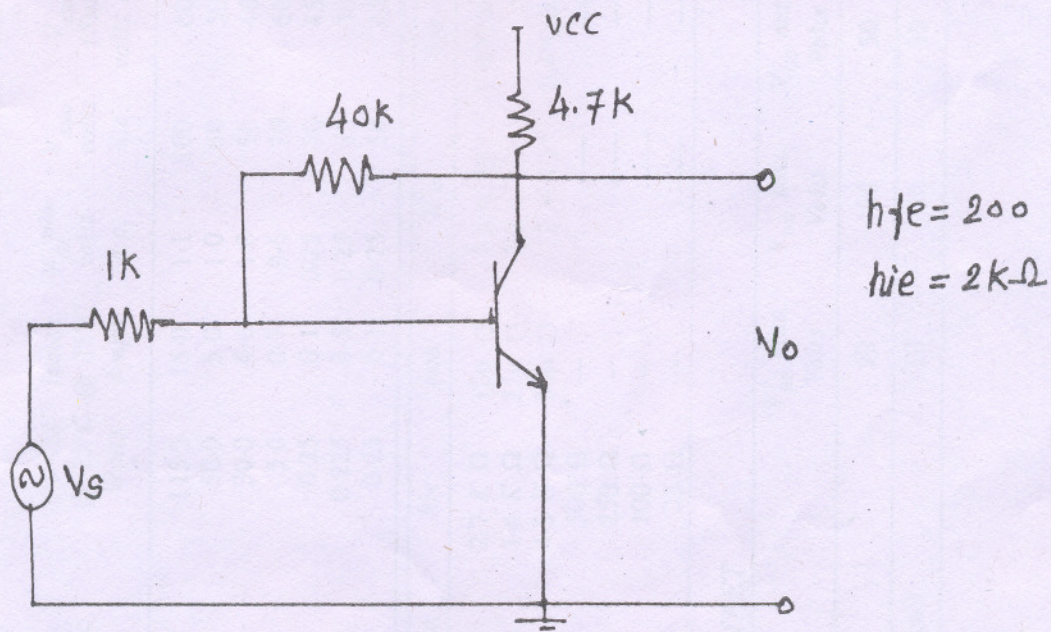 VCC
40K
4.7K
1K
hfe = 200
hie = 2K-Ω
Vo
Vs